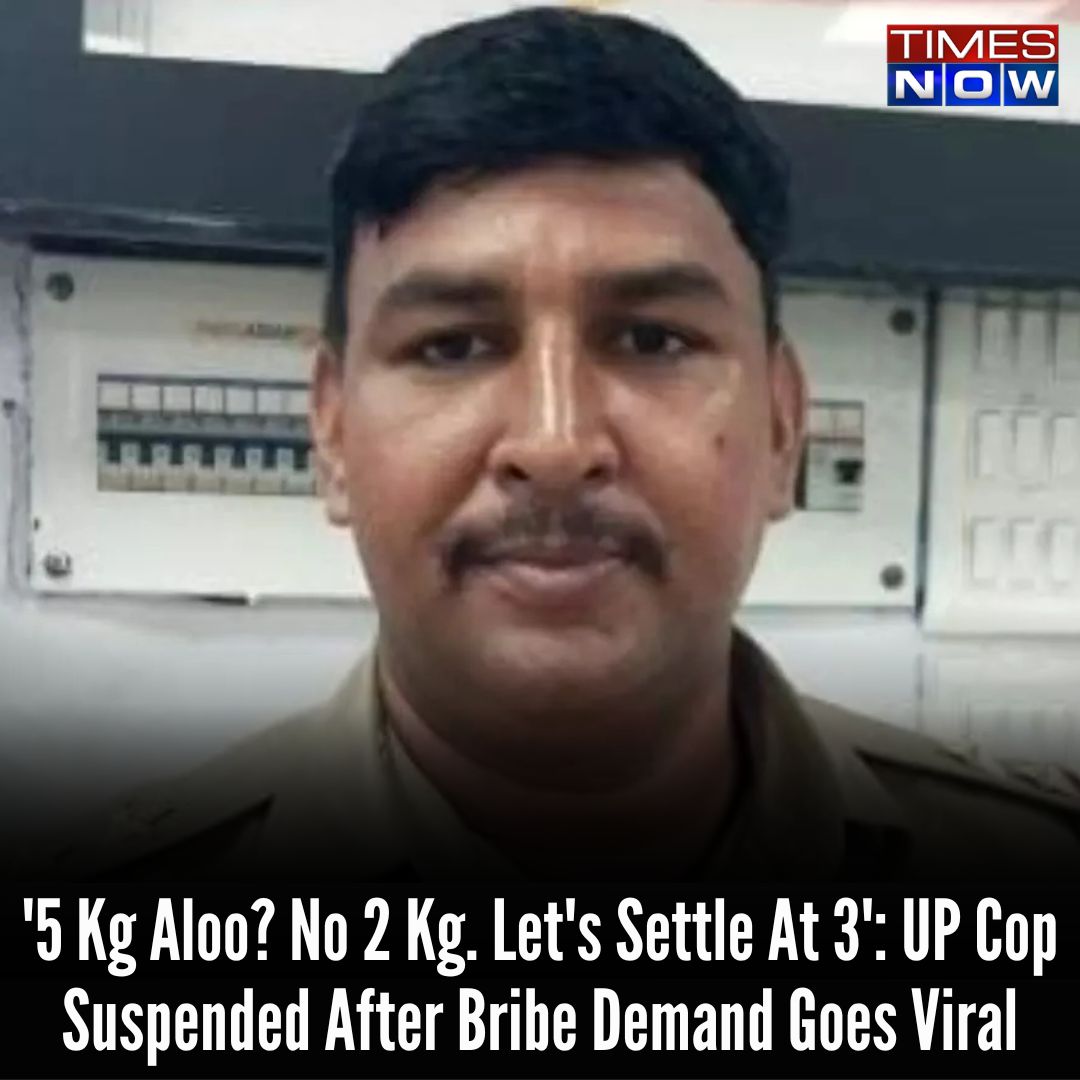 TIMES
NOW
'5 Kg Aloo? No 2 Kg. Let's Settle At 3': UP Cop
Suspended After Bribe Demand Goes Viral